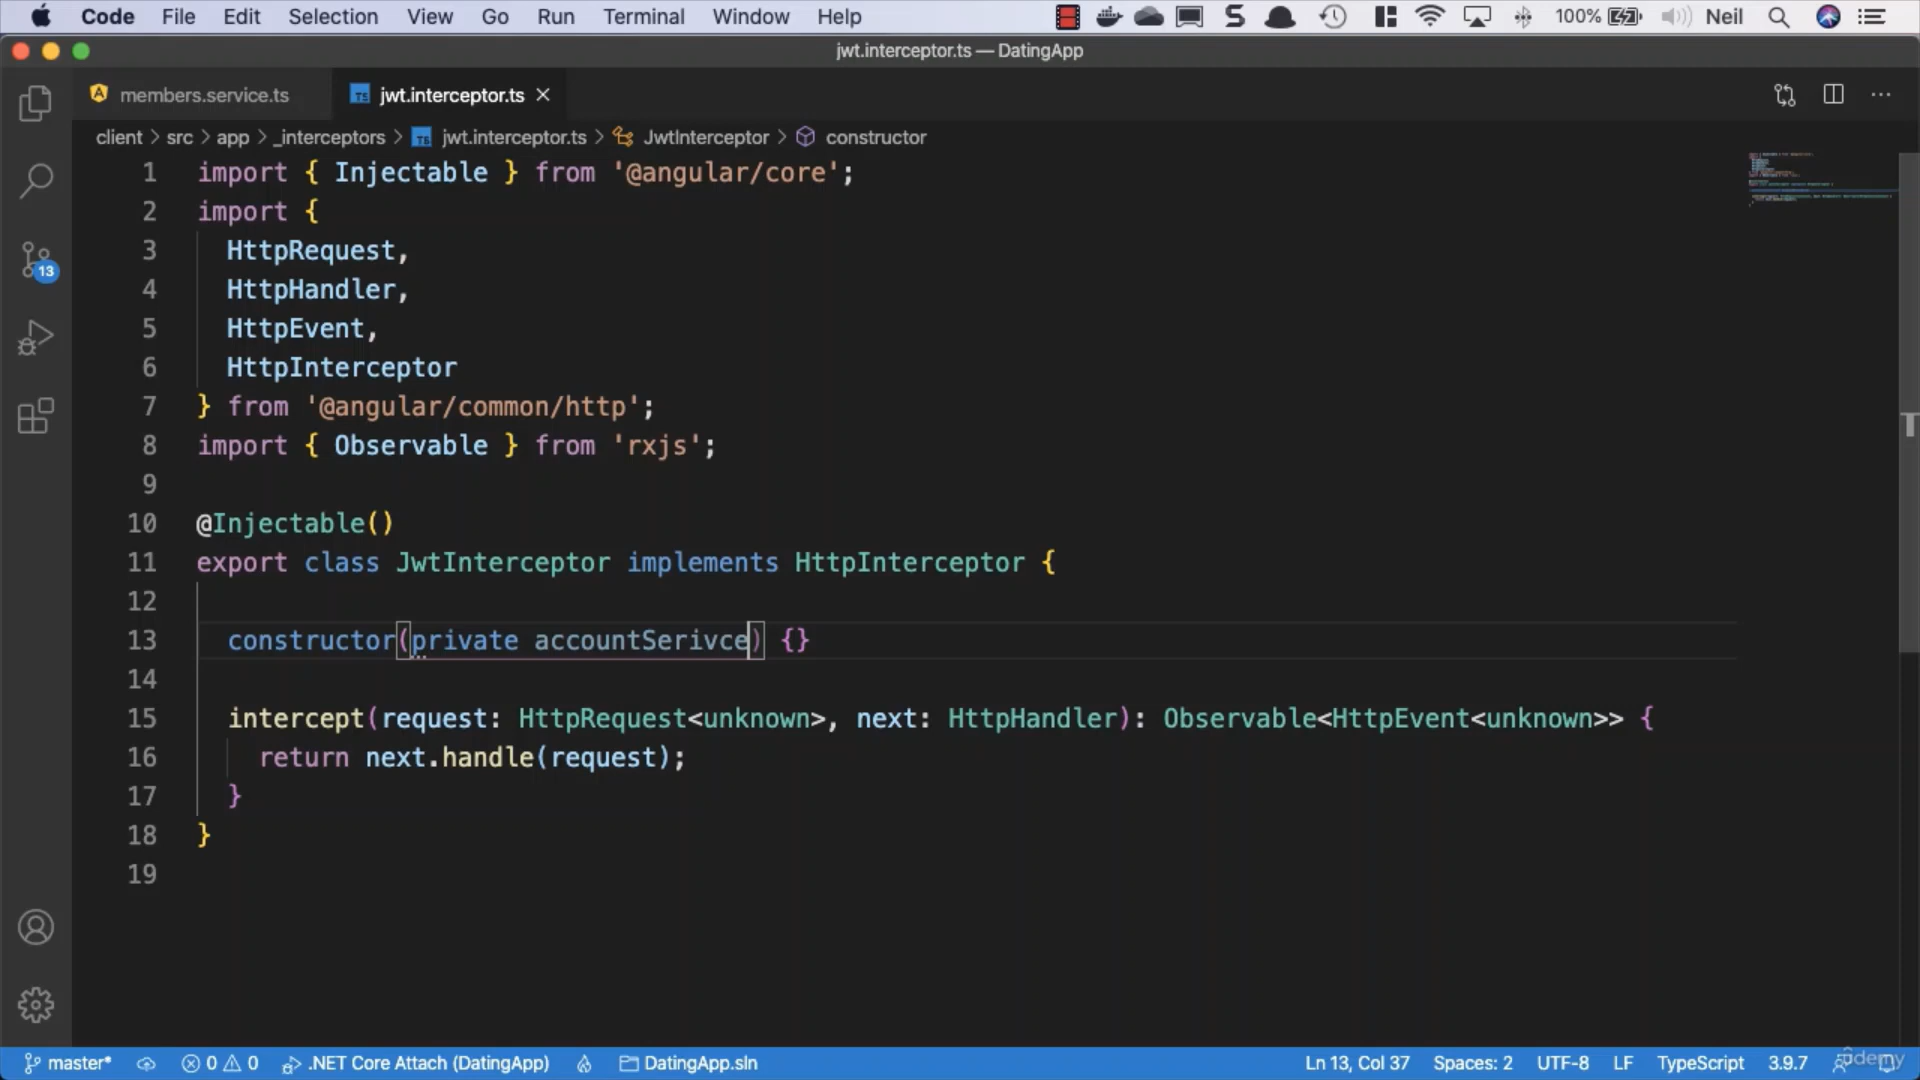 Code File Edit Selection View Go Run Terminal Window Help 100% Neil
jwt.interceptor.ts — DatingApp
members.service.ts jwt.interceptor.ts
client > src > app > _interceptors > TS jwt.interceptor.ts > JwtInterceptor > constructor
1 import { Injectable } from '@angular/core';
2 import {
3 HttpRequest,
4 HttpHandler,
5 HttpEvent,
6 HttpInterceptor
7 } from '@angular/common/http';
8 import { Observable } from 'rxjs';
9
10 @Injectable()
11 export class JwtInterceptor implements HttpInterceptor {
12
13 constructor(private accountSerivce) {}
14
15 intercept(request: HttpRequest<unknown>, next: HttpHandler): Observable<HttpEvent<unknown>> {
16 return next.handle(request);
17 }
18 }
19
13
master* 0 0 .NET Core Attach (DatingApp) DatingApp.sln Ln 13, Col 37 Spaces: 2 UTF-8 LF TypeScript 3.9.7
udemy